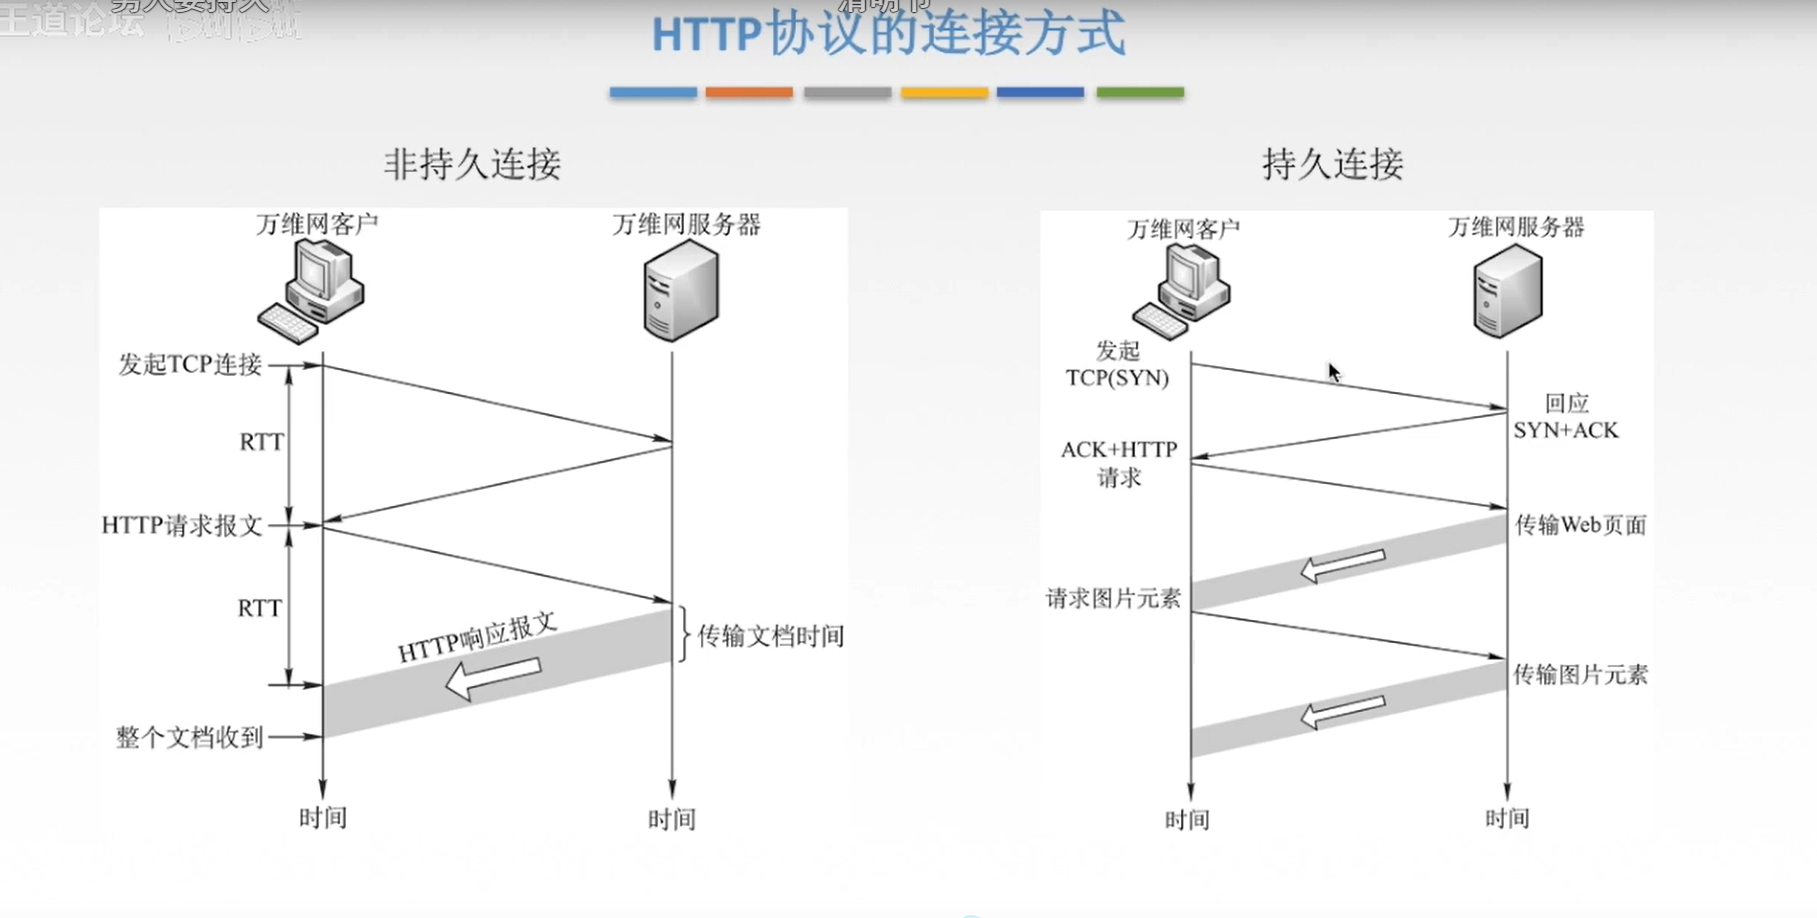 王道论坛
HTTP协议的连接方式
非持久连接
万维网客户
万维网服务器
发起TCP连接
RTT
HTTP请求报文
RTT
HTTP响应报文
传输文档时间
整个文档收到
时间
时间
持久连接
万维网客户
万维网服务器
发起
TCP(SYN)
回应
SYN+ACK
ACK+HTTP
请求
传输Web页面
请求图片元素
传输图片元素
时间
时间